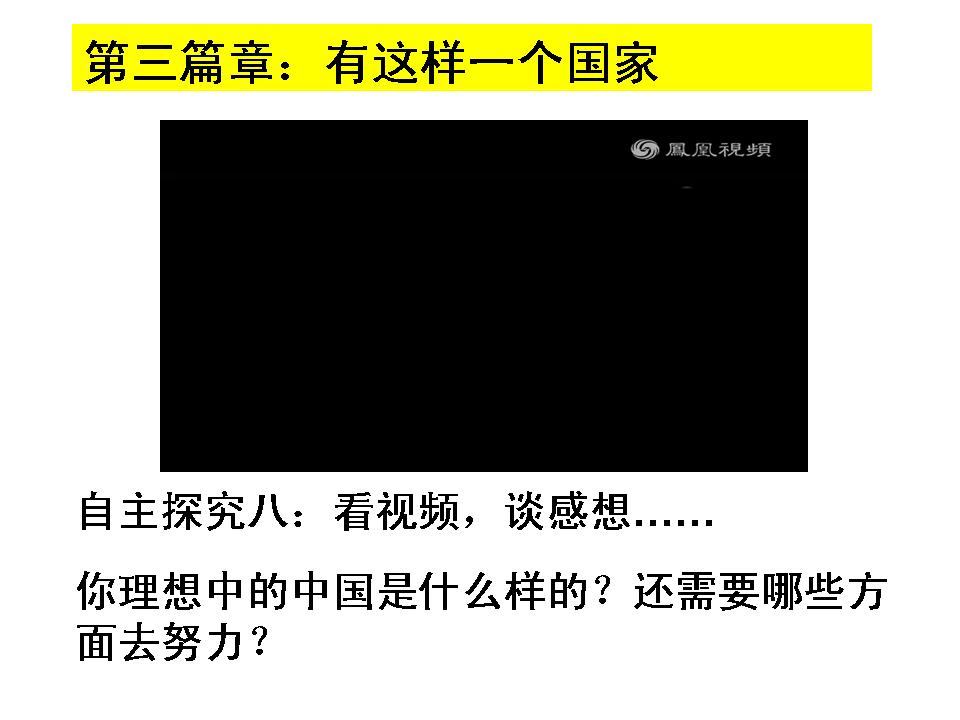 第三篇章：有这样一个国家
鳳凰視頻
自主探究八：看视频，谈感想……
你理想中的中国是什么样的？还需要哪些方
面去努力？